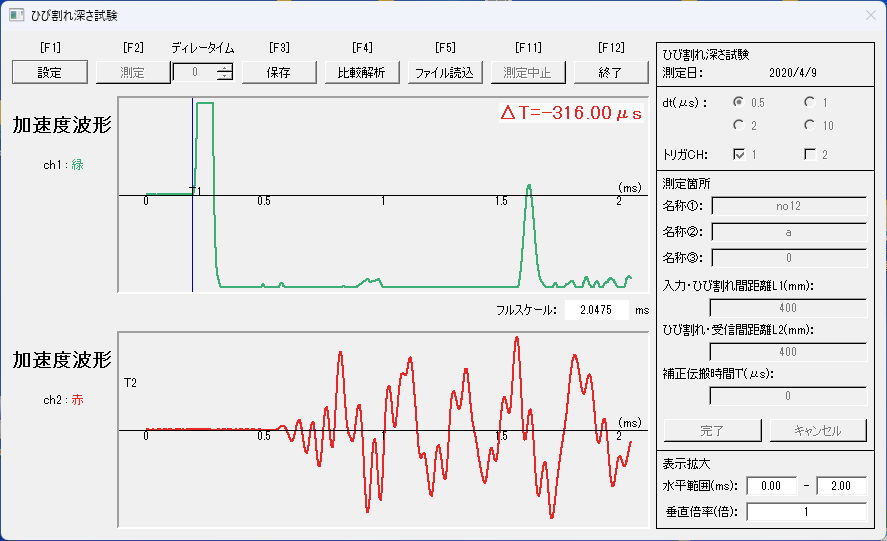 ひび割れ深さ試験
[F1] [F2] ディレータイム [F3] [F4] [F5] [F11] [F12]
設定 測定 0 保存 比較解析 ファイル読込 測定中止 終了
加速度波形
ch1：緑
ΔT=-316.00μs
T1
(ms)
0 0.5 1 1.5 2
フルスケール： 2.0475 ms
加速度波形
ch2：赤
T2
(ms)
0 0.5 1 1.5 2
ひび割れ深さ試験
測定日： 2020/4/9
dt(μs)： 0.5 1
2 10
トリガCH: 1 2
測定箇所
名称①: no12
名称②: a
名称③: 0
入力・ひび割れ間距離L1(mm):
400
ひび割れ・受信間距離L2(mm):
400
補正伝搬時間T'(μs):
0
完了 キャンセル
表示拡大
水平範囲(ms): 0.00 - 2.00
垂直倍率(倍): 1